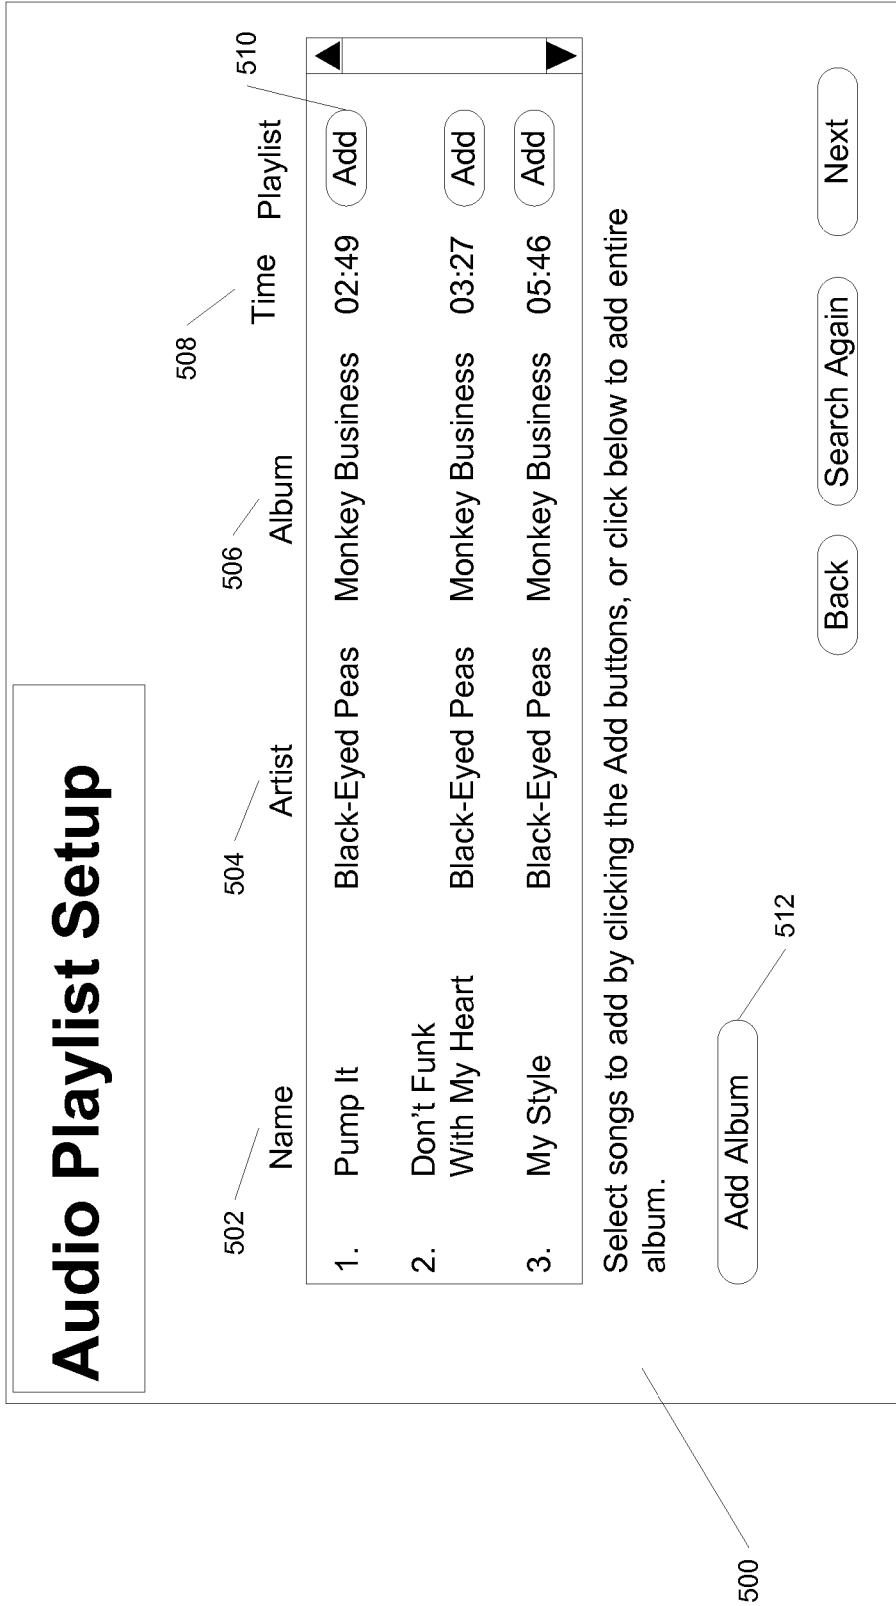 Audio Playlist Setup
502 504 506 508 510
Name Artist Album Time Playlist
1. Pump It Black-Eyed Peas Monkey Business 02:49 Add
2. Don't Funk
With My Heart Black-Eyed Peas Monkey Business 03:27 Add
3. My Style Black-Eyed Peas Monkey Business 05:46 Add
Select songs to add by clicking the Add buttons, or click below to add entire
album.
Add Album
512
Back Search Again Next
500